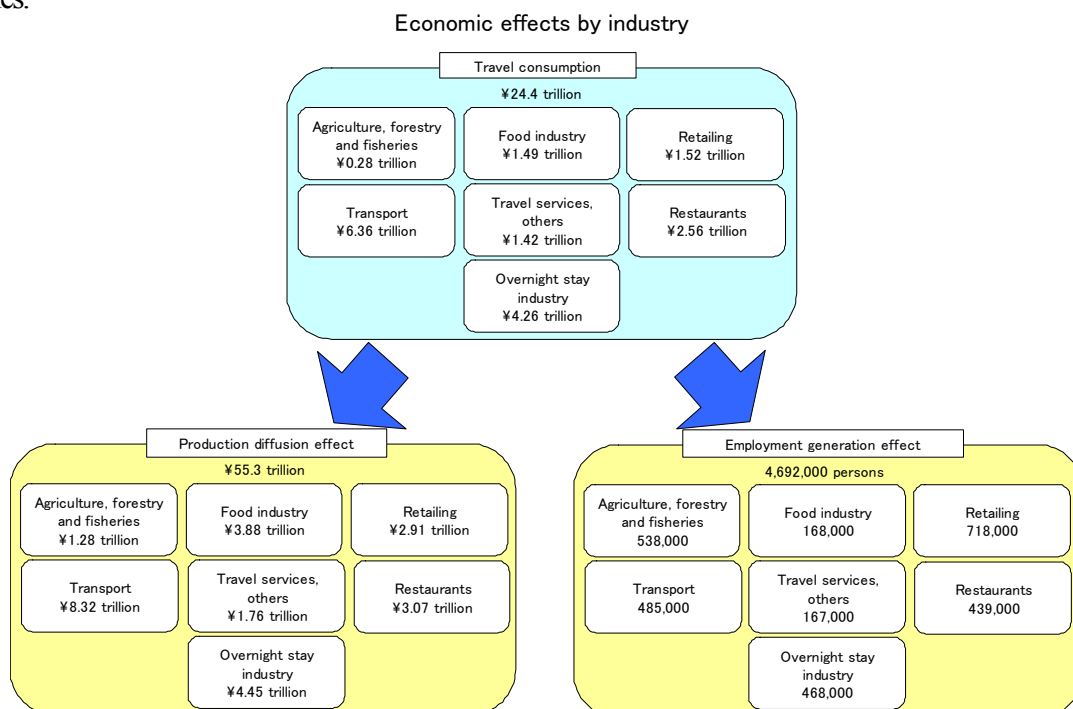 Economic effects by industry
Travel consumption
¥24.4 trillion
Agriculture, forestry
and fisheries
¥0.28 trillion
Food industry
¥1.49 trillion
Retailing
¥1.52 trillion
Transport
¥6.36 trillion
Travel services,
others
¥1.42 trillion
Restaurants
¥2.56 trillion
Overnight stay
industry
¥4.26 trillion
Production diffusion effect
¥55.3 trillion
Agriculture, forestry
and fisheries
¥1.28 trillion
Food industry
¥3.88 trillion
Retailing
¥2.91 trillion
Transport
¥8.32 trillion
Travel services,
others
¥1.76 trillion
Restaurants
¥3.07 trillion
Overnight stay
industry
¥4.45 trillion
Employment generation effect
4,692,000 persons
Agriculture, forestry
and fisheries
538,000
Food industry
168,000
Retailing
718,000
Transport
485,000
Travel services,
others
167,000
Restaurants
439,000
Overnight stay
industry
468,000